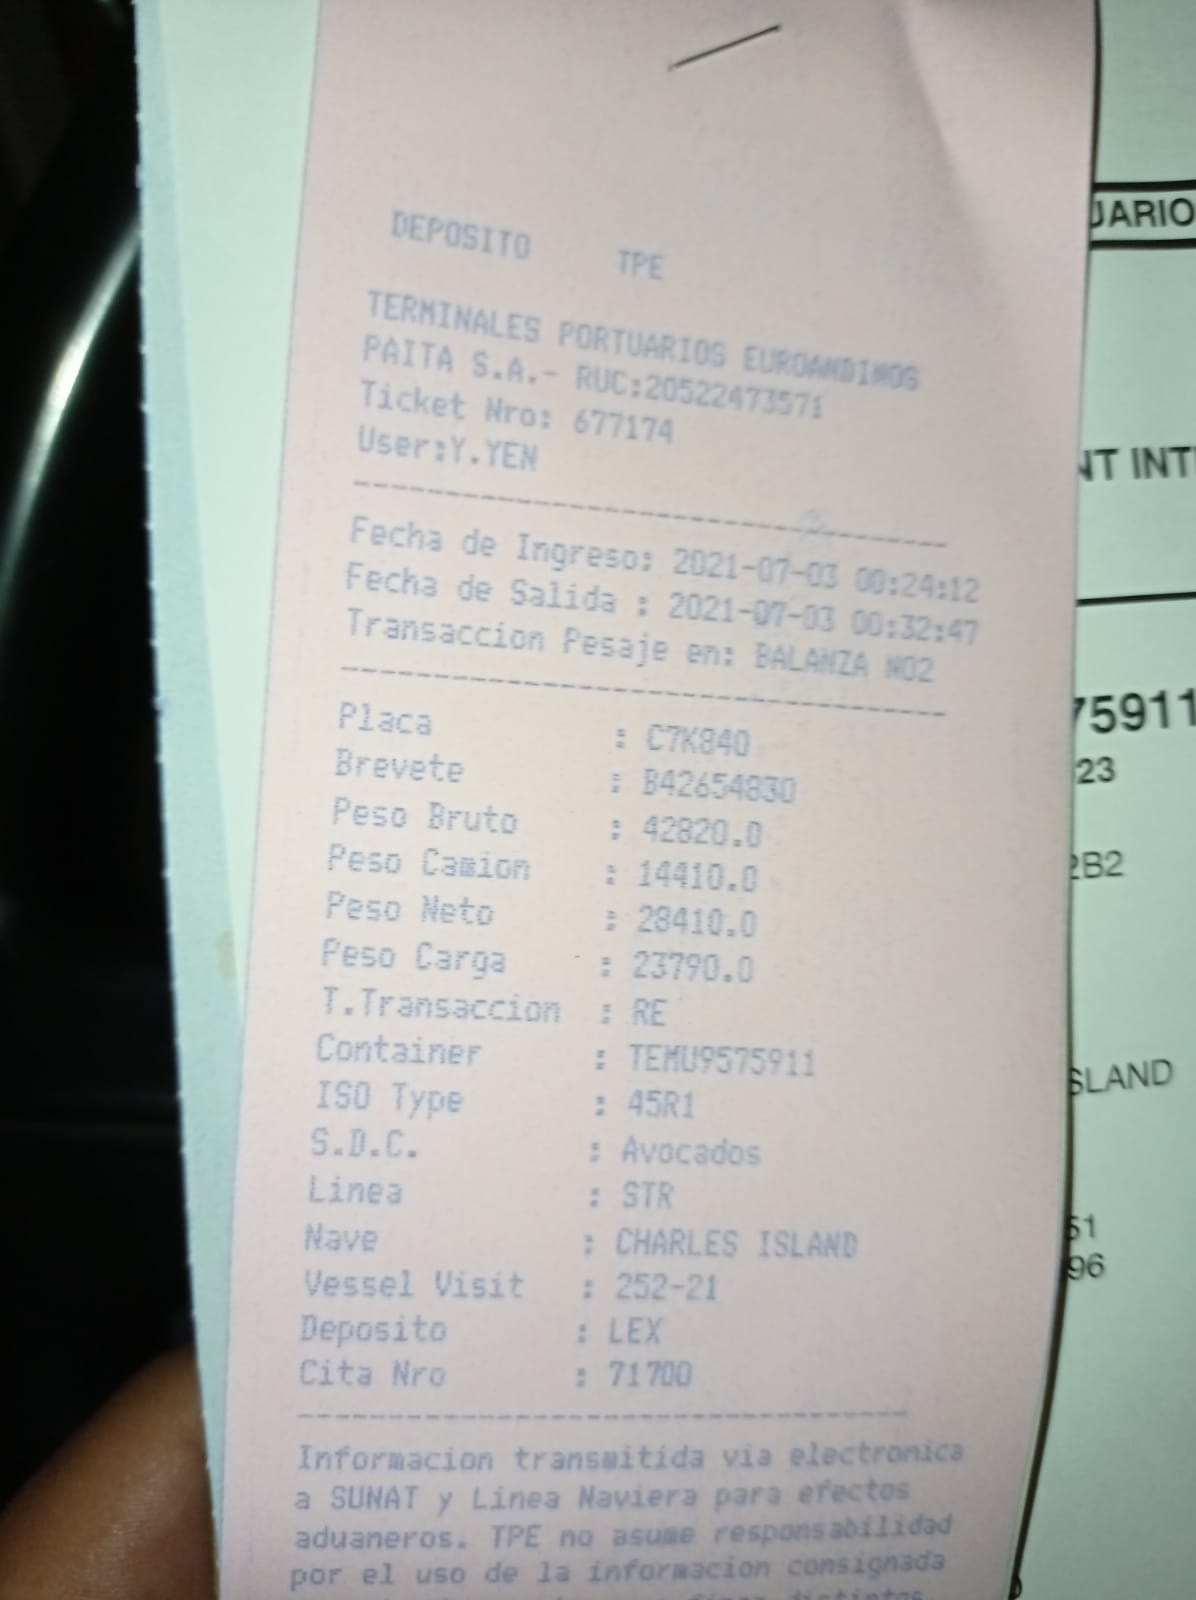 DEPOSITO TPE
TERMINALES PORTUARIOS EUROANDINOS
PAITA S.A.- RUC:20522473571
Ticket Nro: 677174
User:Y.YEN
Fecha de Ingreso: 2021-07-03 00:24:12
Fecha de Salida : 2021-07-03 00:32:47
Transaccion Pesaje en: BALANZA NO2
Placa : C7K840
Brevete : B42654830
Peso Bruto : 42820.0
Peso Camion : 14410.0
Peso Neto : 28410.0
Peso Carga : 23790.0
T.Transaccion : RE
Container : TEMU9575911
ISO Type : 45R1
S.D.C. : Avocados
Linea : STR
Nave : CHARLES ISLAND
Vessel Visit : 252-21
Deposito : LEX
Cita Nro : 71700
Informacion transmitida via electronica
a SUNAT y Linea Naviera para efectos
aduaneros. TPE no asume responsabilidad
por el uso de la informacion consignada
distintos
UARIO
NT INT
75911
23
2B2
SLAND
51
96